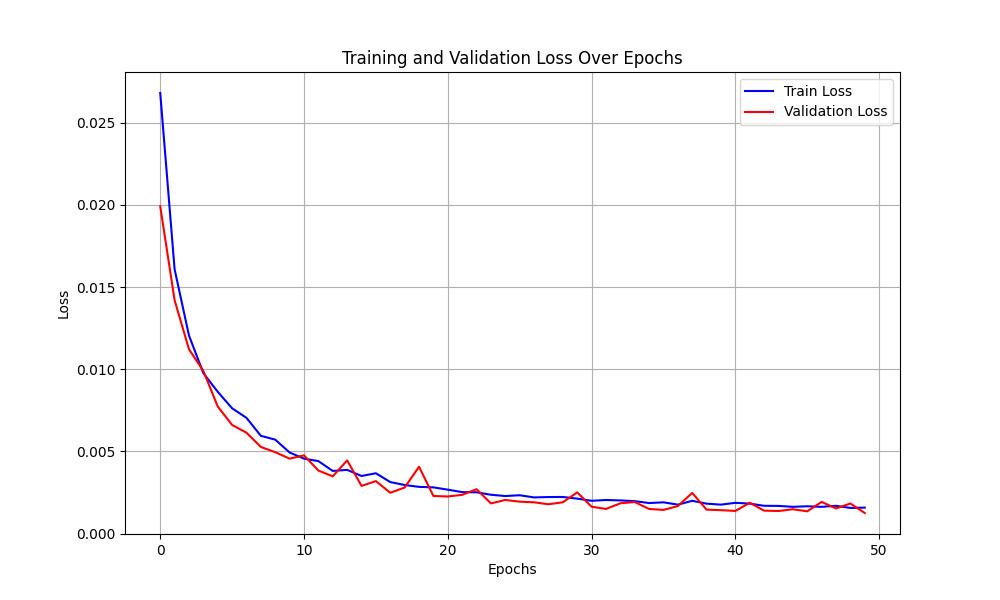 Training and Validation Loss Over Epochs
Train Loss
Validation Loss
0.025
0.020
0.015
0.010
0.005
0.000
Loss
0 10 20 30 40 50
Epochs